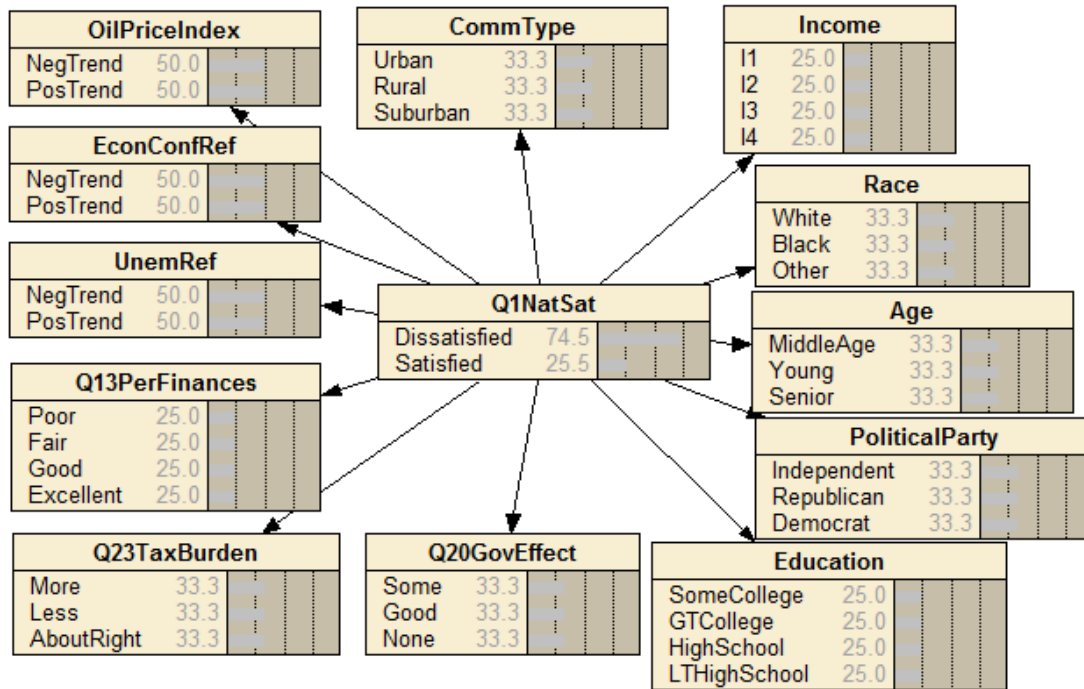 OilPriceIndex
NegTrend 50.0
PosTrend 50.0
CommType
Urban 33.3
Rural 33.3
Suburban 33.3
Income
I1 25.0
I2 25.0
I3 25.0
I4 25.0
EconConfRef
NegTrend 50.0
PosTrend 50.0
Race
White 33.3
Black 33.3
Other 33.3
UnemRef
NegTrend 50.0
PosTrend 50.0
Q1NatSat
Dissatisfied 74.5
Satisfied 25.5
Age
MiddleAge 33.3
Young 33.3
Senior 33.3
Q13PerFinances
Poor 25.0
Fair 25.0
Good 25.0
Excellent 25.0
PoliticalParty
Independent 33.3
Republican 33.3
Democrat 33.3
Q23TaxBurden
More 33.3
Less 33.3
AboutRight 33.3
Q20GovEffect
Some 33.3
Good 33.3
None 33.3
Education
SomeCollege 25.0
GTCollege 25.0
HighSchool 25.0
LTHighSchool 25.0